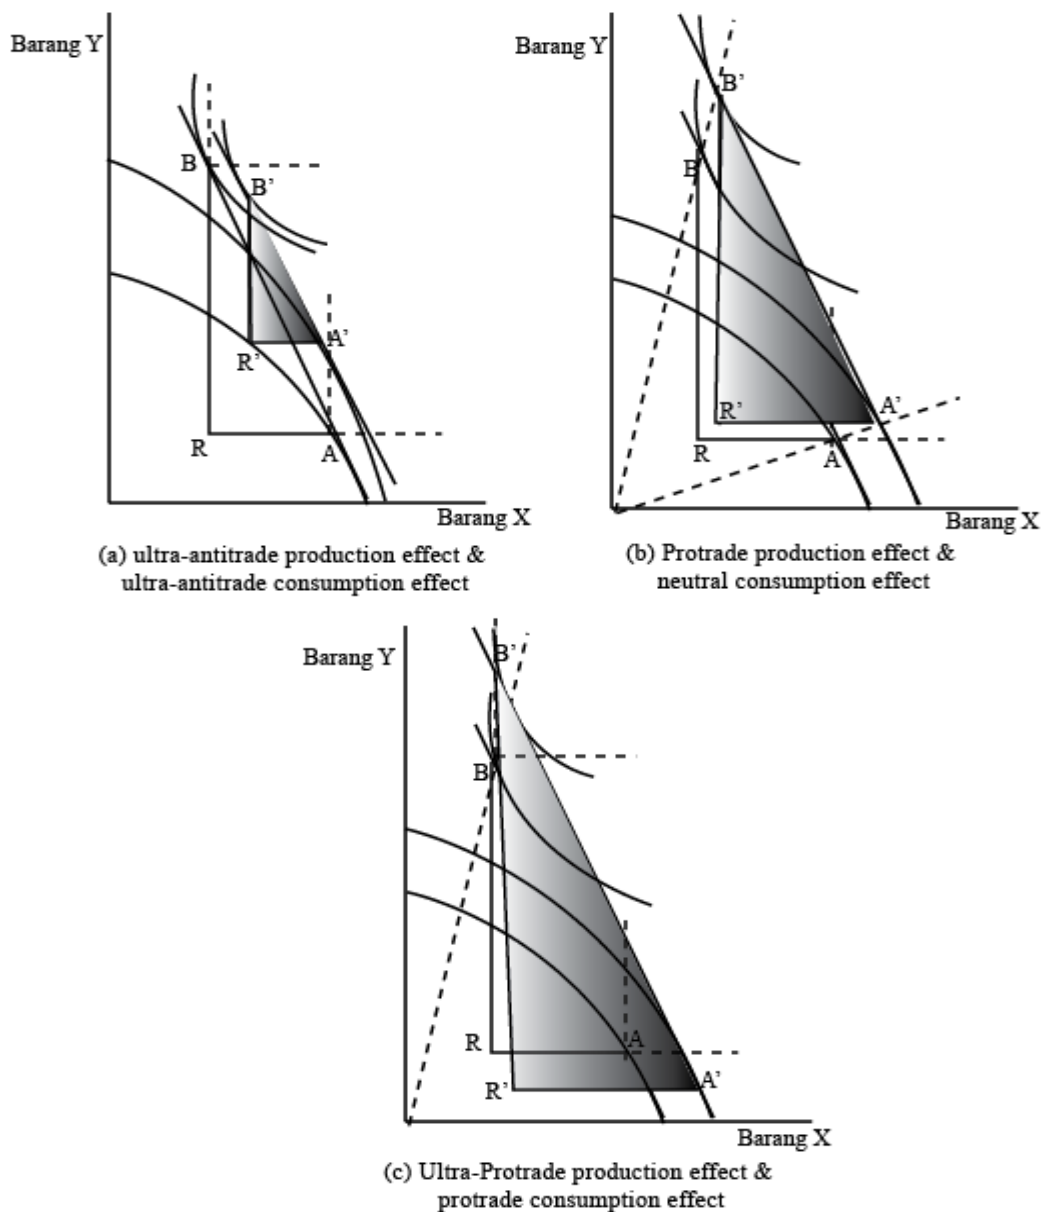 Barang Y
B
B’
A’
R’
R
A
Barang X
(a) ultra-antitrade production effect &
ultra-antitrade consumption effect
Barang Y
B’
B
R’
A’
R
A
Barang X
(b) Protrade production effect &
neutral consumption effect
Barang Y
B’
B
R
A
R’
A’
Barang X
(c) Ultra-Protrade production effect &
protrade consumption effect